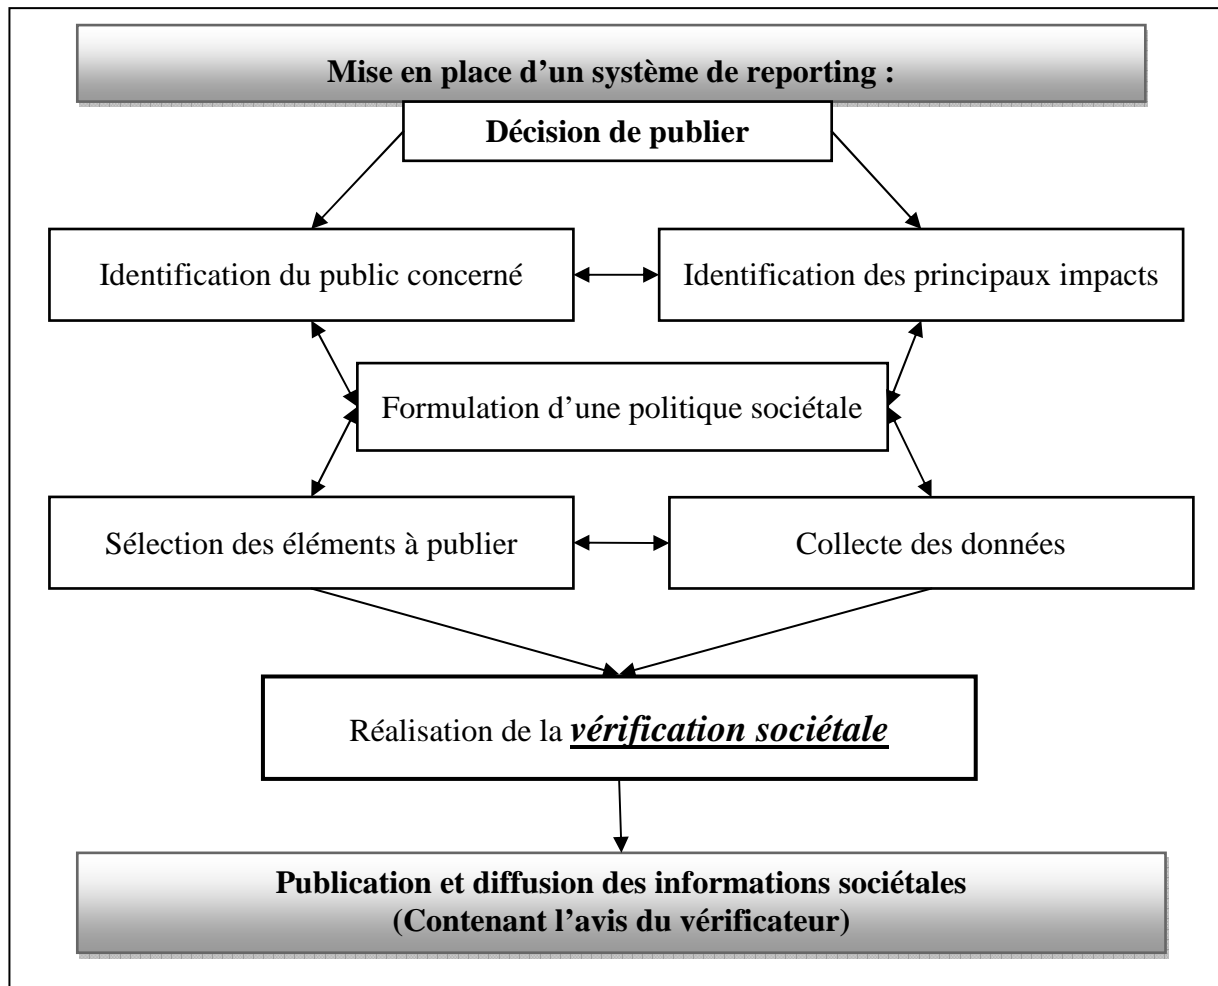 Mise en place d’un système de reporting :
Décision de publier
Identification du public concerné
Identification des principaux impacts
Formulation d’une politique sociétale
Sélection des éléments à publier
Collecte des données
Réalisation de la vérification sociétale
Publication et diffusion des informations sociétales
(Contenant l’avis du vérificateur)